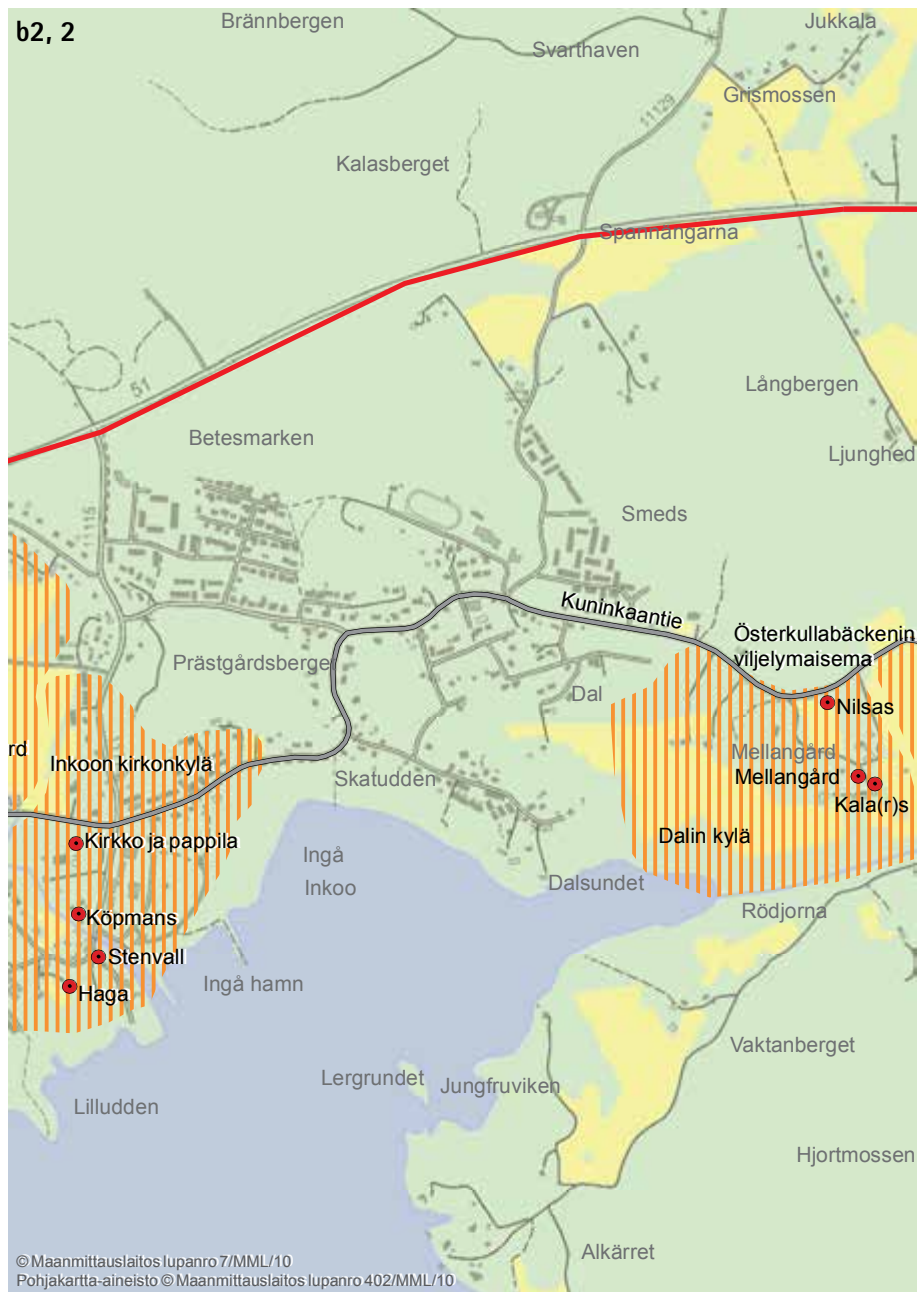 b2, 2
Brännbergen
Jukkala
Svarthaven
Grismossen
11129
Kalasberget
Spannhängarna
51
Långbergen
Betesmarken
Ljunghed
1115
Smeds
Kuninkaantie
Österkullabäckenin
viljelymaisema
Prästgårdsberge
Dal
Nilsas
rd
Inkoon kirkonkylä
Mellangård
Mellangård
Skatudden
Kala(r)s
Kirkko ja pappila
Dalin kylä
Ingå
Inkoo
Dalsundet
Rödjorna
Köpmans
Stenvall
Ingå hamn
Haga
Vaktanberget
Lergrundet
Jungfruviken
Lilludden
Hjortmossen
Alkärret
© Maanmittauslaitos lupanro 7/MML/10
Pohjakartta-aineisto © Maanmittauslaitos lupanro 402/MML/10